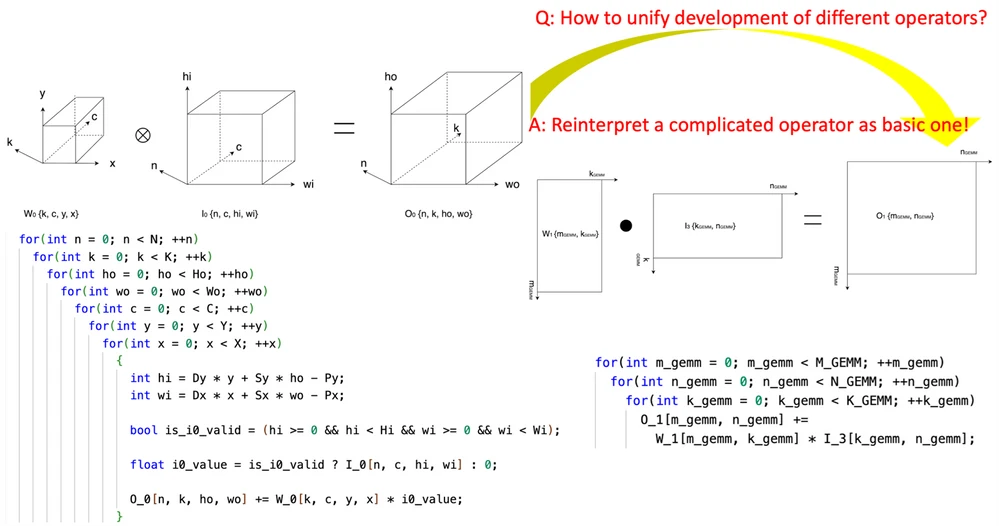 Q: How to unify development of different operators?
A: Reinterpret a complicated operator as basic one!
y
c
k
x
W₀ {k, c, y, x}
⊗
hi
c
n
wi
I₀ {n, c, hi, wi}
=
ho
k
n
wo
O₀ {n, k, ho, wo}
kGEMM
W₁ {mGEMM, kGEMM}
mGEMM
●
nGEMM
I₃ {kGEMM, nGEMM}
kGEMM
=
nGEMM
O₁ {mGEMM, nGEMM}
mGEMM
for(int n = 0; n < N; ++n)
for(int k = 0; k < K; ++k)
for(int ho = 0; ho < Ho; ++ho)
for(int wo = 0; wo < Wo; ++wo)
for(int c = 0; c < C; ++c)
for(int y = 0; y < Y; ++y)
for(int x = 0; x < X; ++x)
{
int hi = Dy * y + Sy * ho - Py;
int wi = Dx * x + Sx * wo - Px;
bool is_i0_valid = (hi >= 0 && hi < Hi && wi >= 0 && wi < Wi);
float i0_value = is_i0_valid ? I_0[n, c, hi, wi] : 0;
O_0[n, k, ho, wo] += W_0[k, c, y, x] * i0_value;
}
for(int m_gemm = 0; m_gemm < M_GEMM; ++m_gemm)
for(int n_gemm = 0; n_gemm < N_GEMM; ++n_gemm)
for(int k_gemm = 0; k_gemm < K_GEMM; ++k_gemm)
O_1[m_gemm, n_gemm] +=
W_1[m_gemm, k_gemm] * I_3[k_gemm, n_gemm];